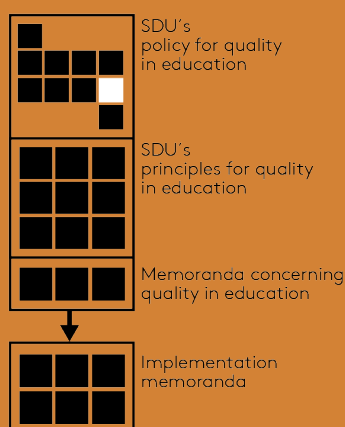 SDU's
policy for quality
in education
SDU's
principles for quality
in education
Memoranda concerning
quality in education
Implementation
memoranda